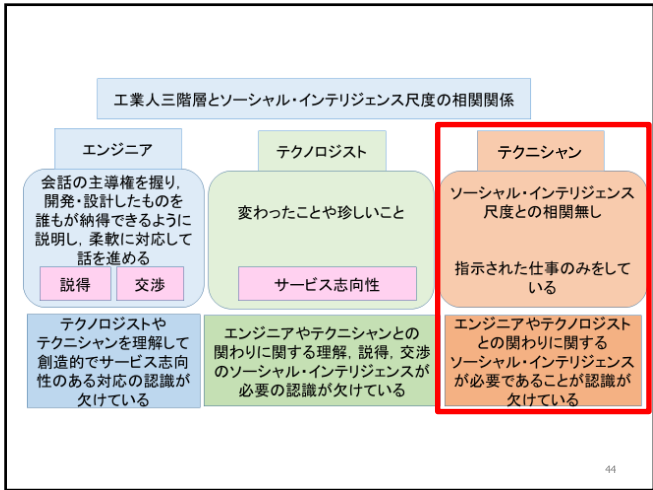 工業人三階層とソーシャル・インテリジェンス尺度の相関関係
エンジニア
会話の主導権を握り,
開発・設計したものを
誰もが納得できるように
説明し, 柔軟に対応して
話を進める
説得
交渉
テクノロジストや
テクニシャンを理解して
創造的でサービス志向
性のある対応の認識が
欠けている
テクノロジスト
変わったことや珍しいこと
サービス志向性
エンジニアやテクニシャンとの
関わりに関する理解, 説得, 交渉
のソーシャル・インティリジェンスが
必要の認識が欠けている
テクニシャン
ソーシャル・インテリジェンス
尺度との相関無し
指示された仕事のみをして
いる
エンジニアやテクノロジスト
との関わりに関する
ソーシャル・インテリジェンス
が必要であることが認識が
欠けている
44